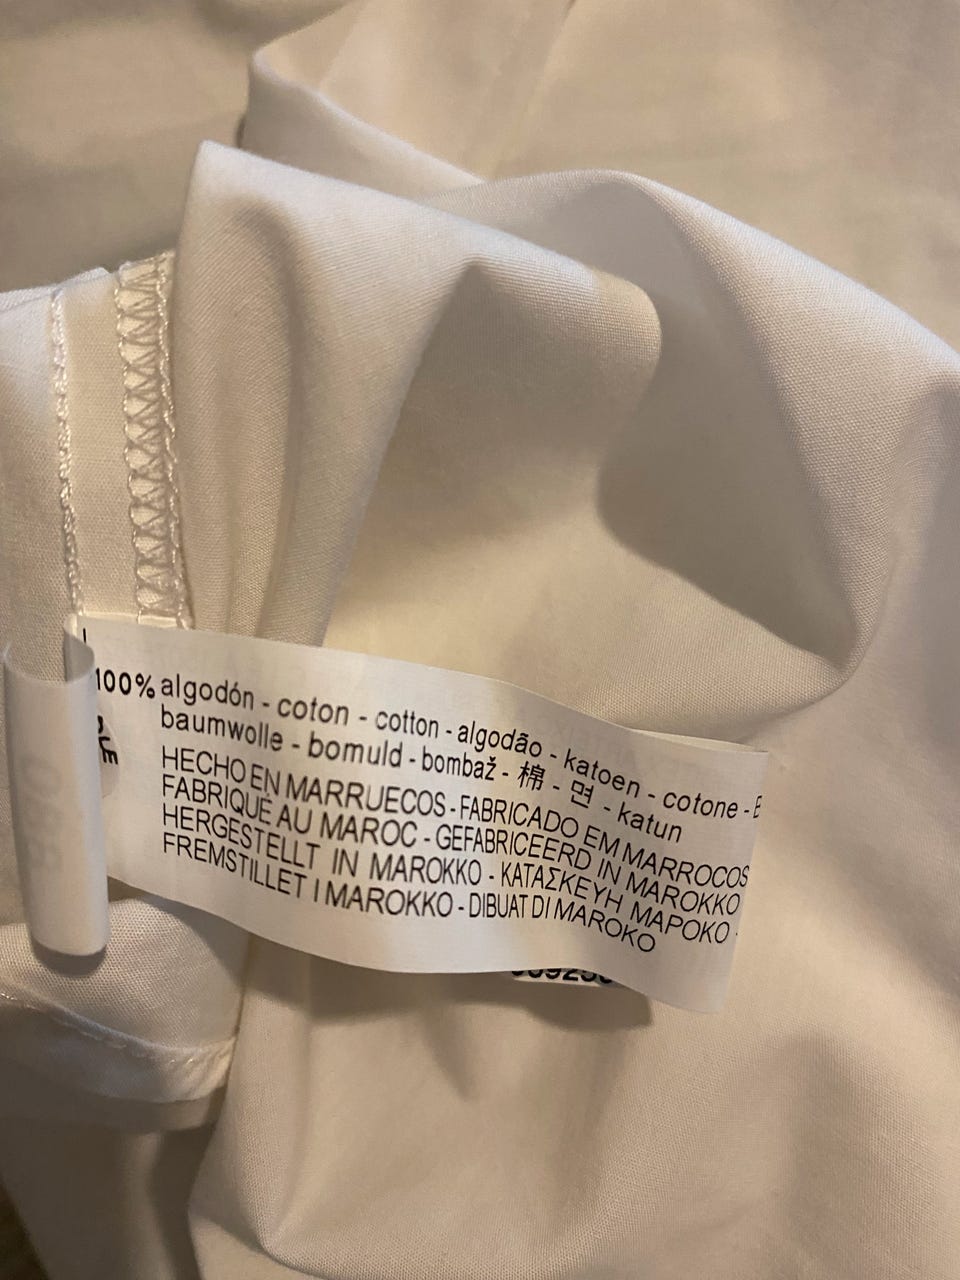 100% algodón - coton - cotton - algodão - katoen - cotone -
baumwolle - bomuld - bombaž - 棉 - 면 - katun
HECHO EN MARRUECOS - FABRICADO EM MARROCOS
FABRIQUÉ AU MAROC - GEFABRICEERD IN MAROKKO
HERGESTELLT IN MAROKKO - ΚΑΤΑΣΚΕΥΗ ΜΑΡΟΚΟ -
FREMSTILLET I MAROKKO - DIBUAT DI MAROKO